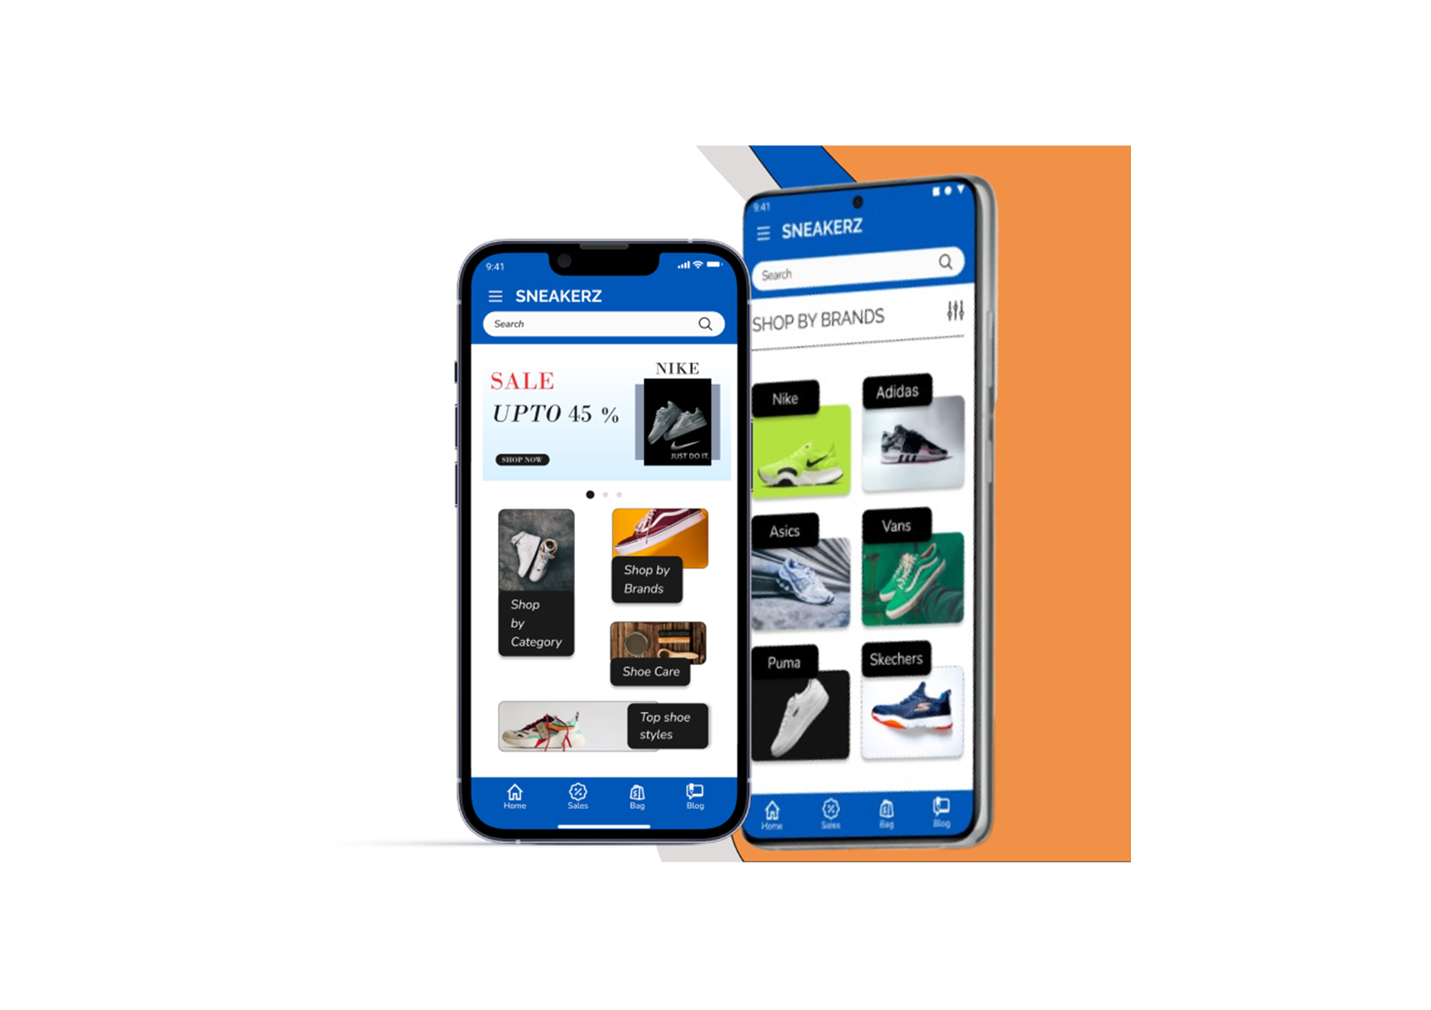 9:41
SNEAKERZ
Search
SALE
UPTO 45 %
SHOP NOW
NIKE
JUST DO IT.
Shop
by
Category
Shop by
Brands
Shoe Care
Top shoe
styles
Home Sales Bag Blog
9:41
SNEAKERZ
Search
SHOP BY BRANDS
Nike
Adidas
Asics
Vans
Puma
Skechers
Home Sales Bag Blog